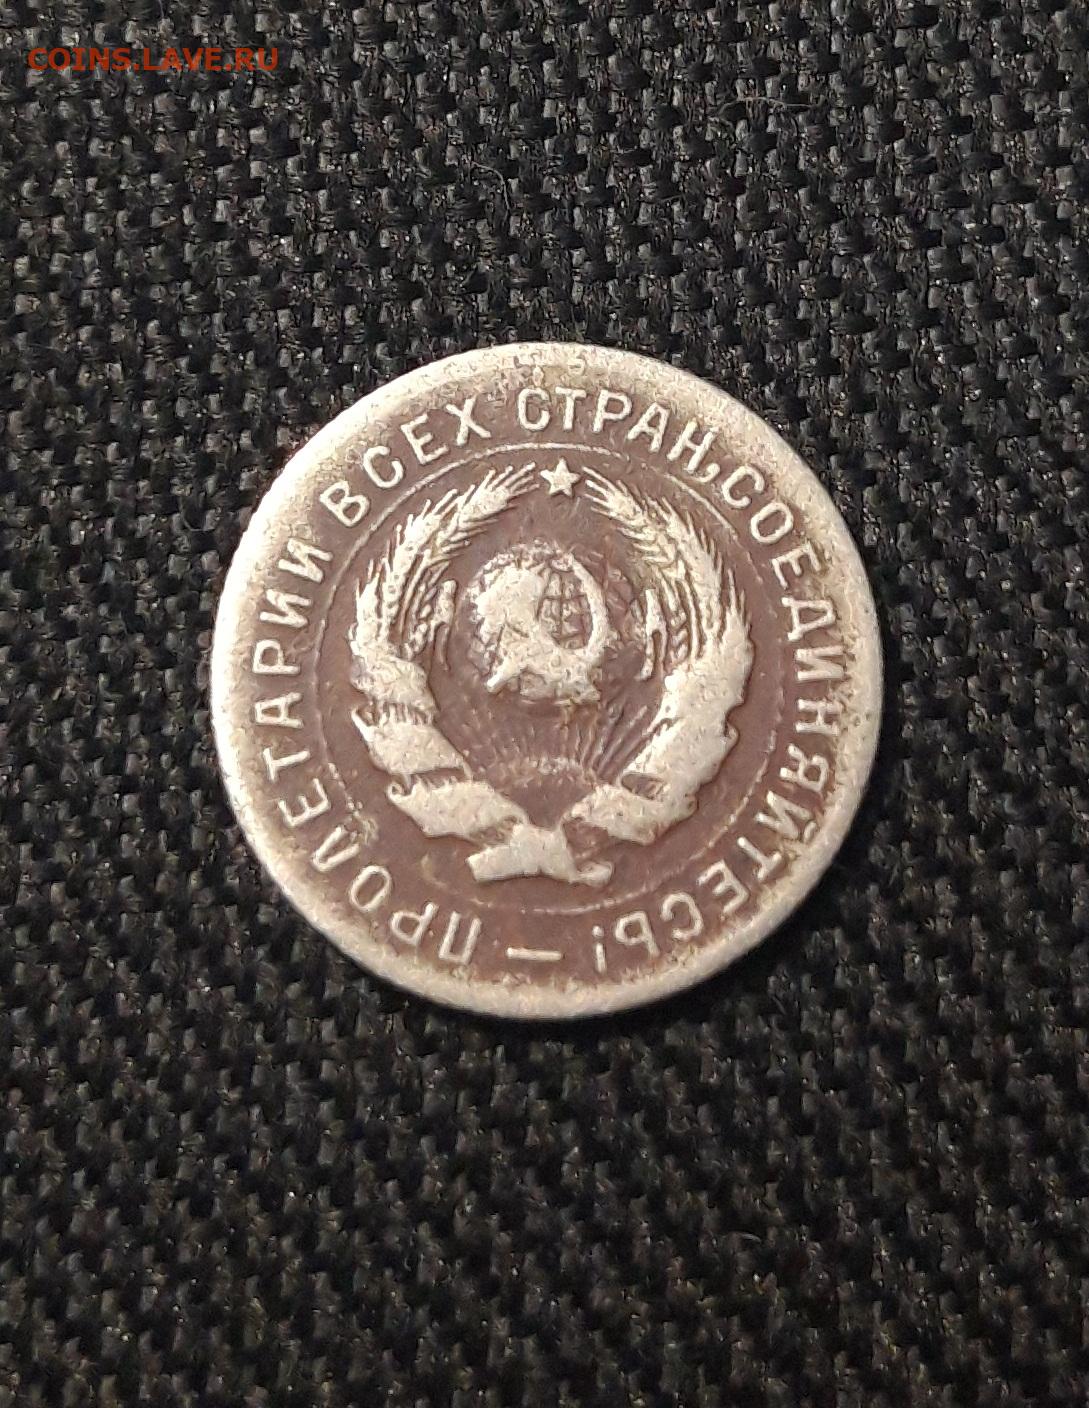 COINS.LAVE.RU
ПРОЛЕТАРИИ ВСЕХ СТРАН, СОЕДИНЯЙТЕСЬ! —